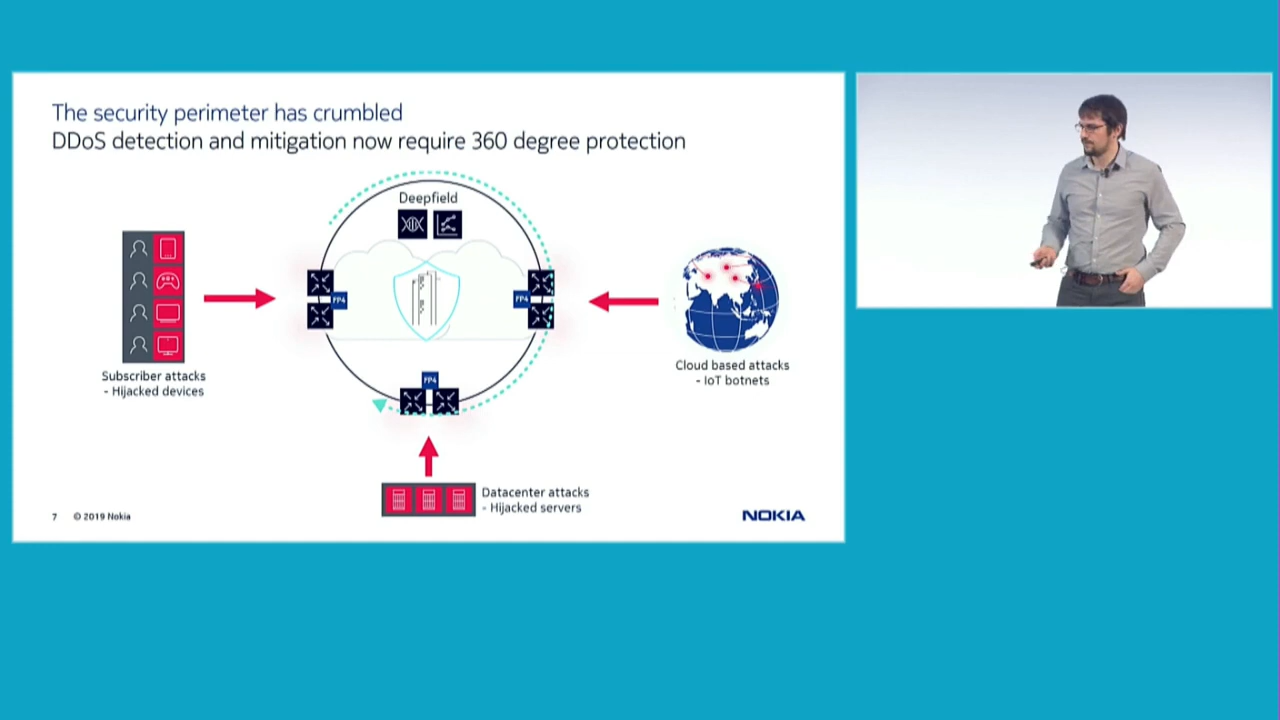 The security perimeter has crumbled
DDoS detection and mitigation now require 360 degree protection
Deepfield
FP4
FP4
FP4
Subscriber attacks
- Hijacked devices
Cloud based attacks
- IoT botnets
Datacenter attacks
- Hijacked servers
7 © 2019 Nokia
NOKIA